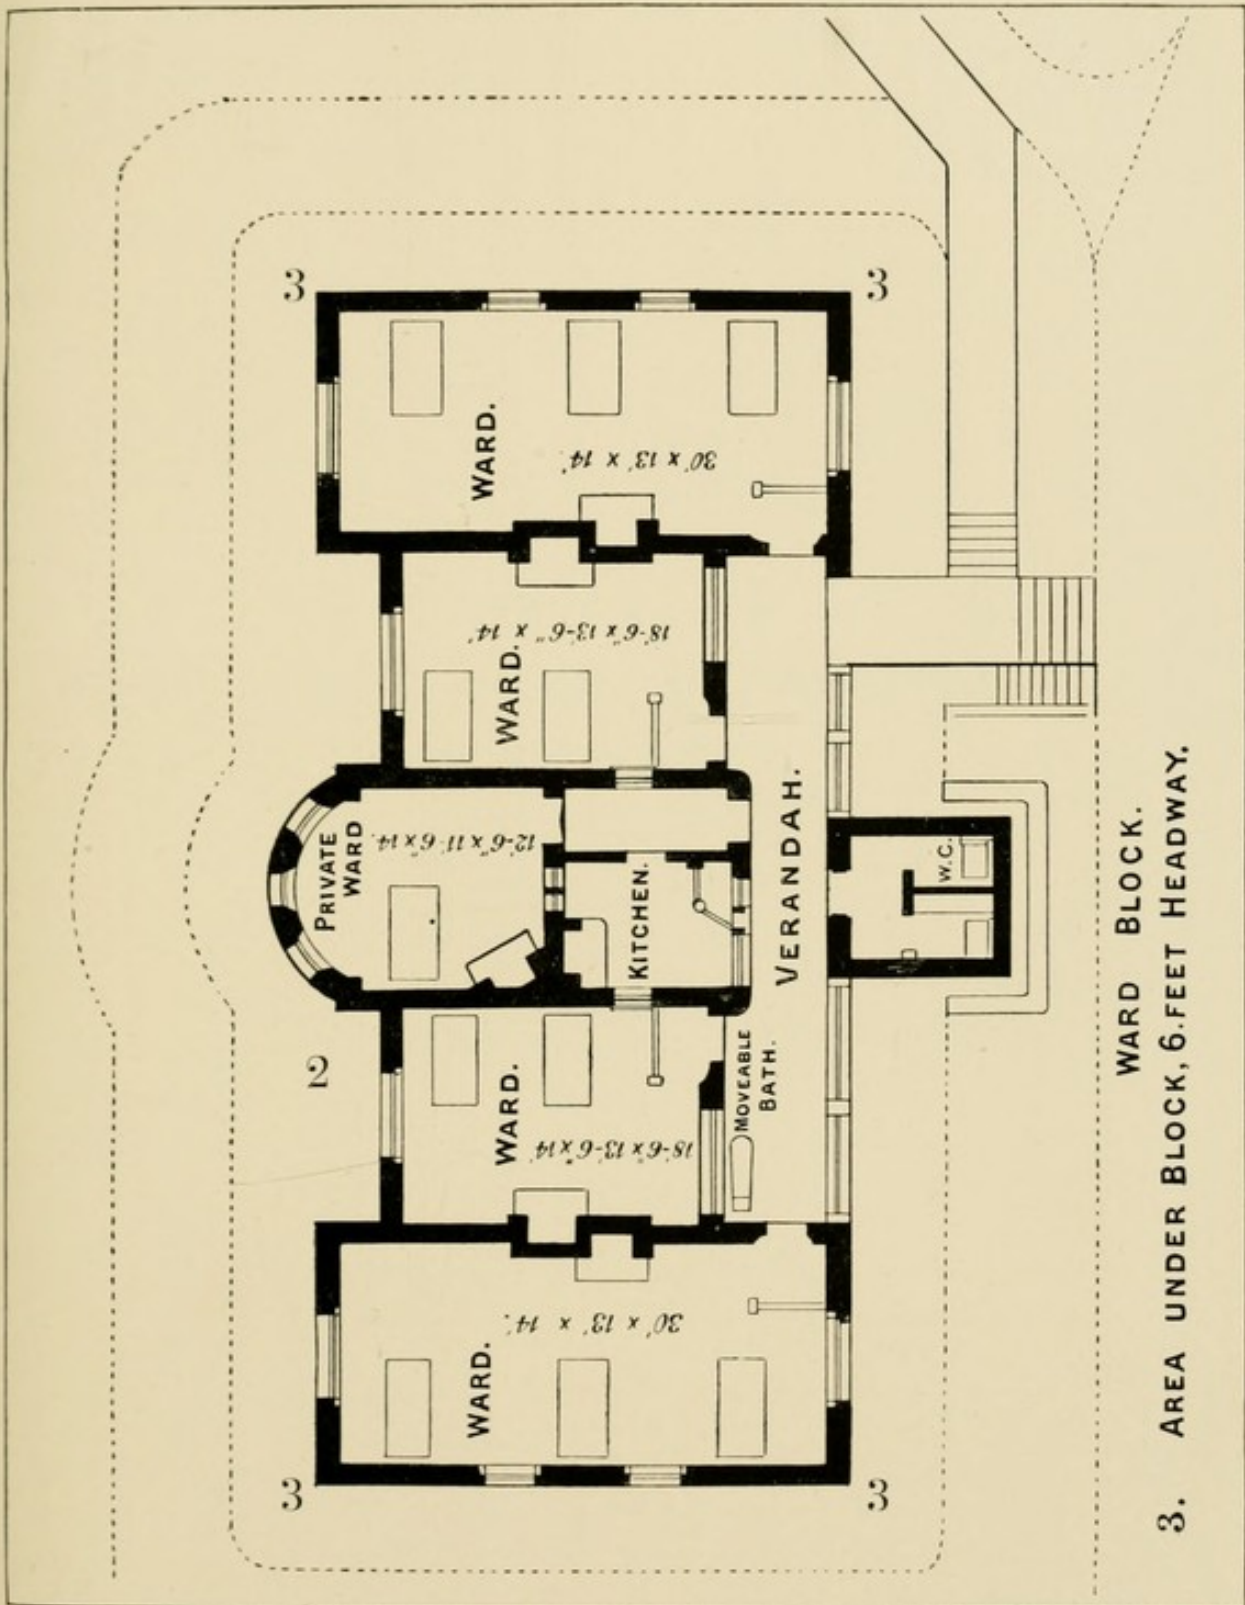 3
3
WARD.
30' x 13' x 14'.
WARD.
18'-6" x 13'-6" x 14'
PRIVATE
WARD
12'-6" x 11'-6" x 14'.
KITCHEN.
VERANDAH.
W.C.
2
WARD.
18'-6" x 13'-6" x 14'
MOVEABLE
BATH.
WARD.
30' x 13' x 14'.
3
3
WARD BLOCK.
3. AREA UNDER BLOCK, 6.FEET HEADWAY.